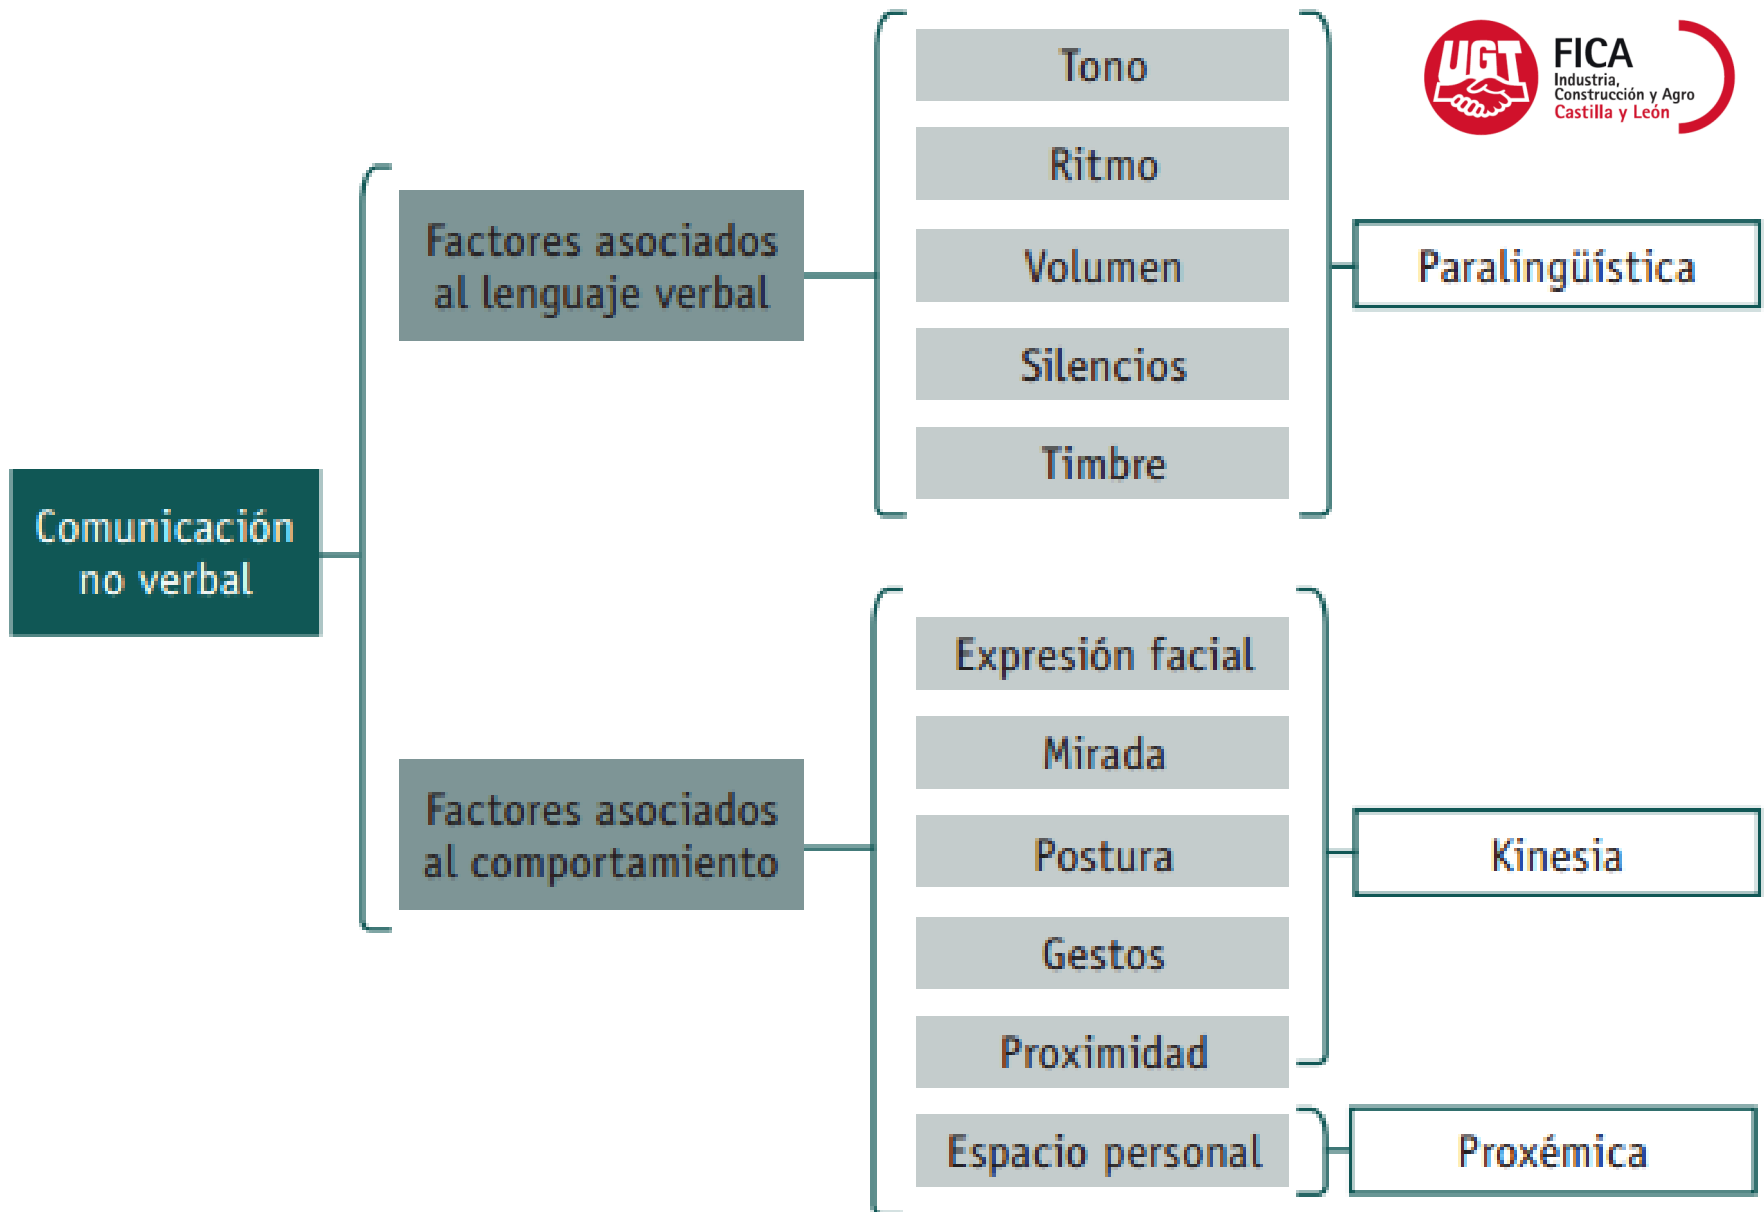 Tono
Ritmo
Volumen
Silencios
Timbre
Factores asociados
al lenguaje verbal
Paralingüística
UGT
FICA
Industria,
Construcción y Agro
Castilla y León
Comunicación
no verbal
Factores asociados
al comportamiento
Expresión facial
Mirada
Postura
Gestos
Proximidad
Kinesia
Espacio personal
Proxémica